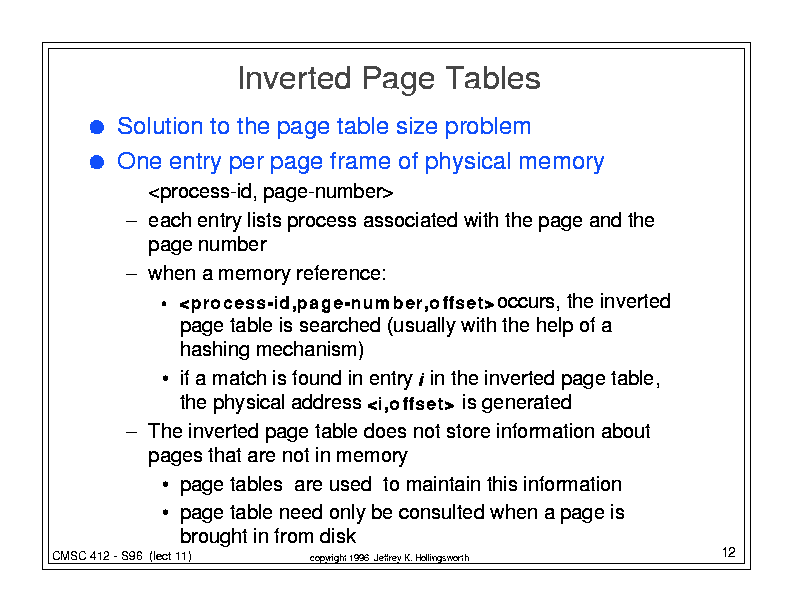 Inverted Page Tables
● Solution to the page table size problem
● One entry per page frame of physical memory
<process-id, page-number>
– each entry lists process associated with the page and the
page number
– when a memory reference:
• <process-id,page-number,offset> occurs, the inverted
page table is searched (usually with the help of a
hashing mechanism)
• if a match is found in entry i in the inverted page table,
the physical address <i,offset> is generated
– The inverted page table does not store information about
pages that are not in memory
• page tables are used to maintain this information
• page table need only be consulted when a page is
brought in from disk
CMSC 412 - S96 (lect 11)
copyright 1996 Jeffrey K. Hollingsworth
12